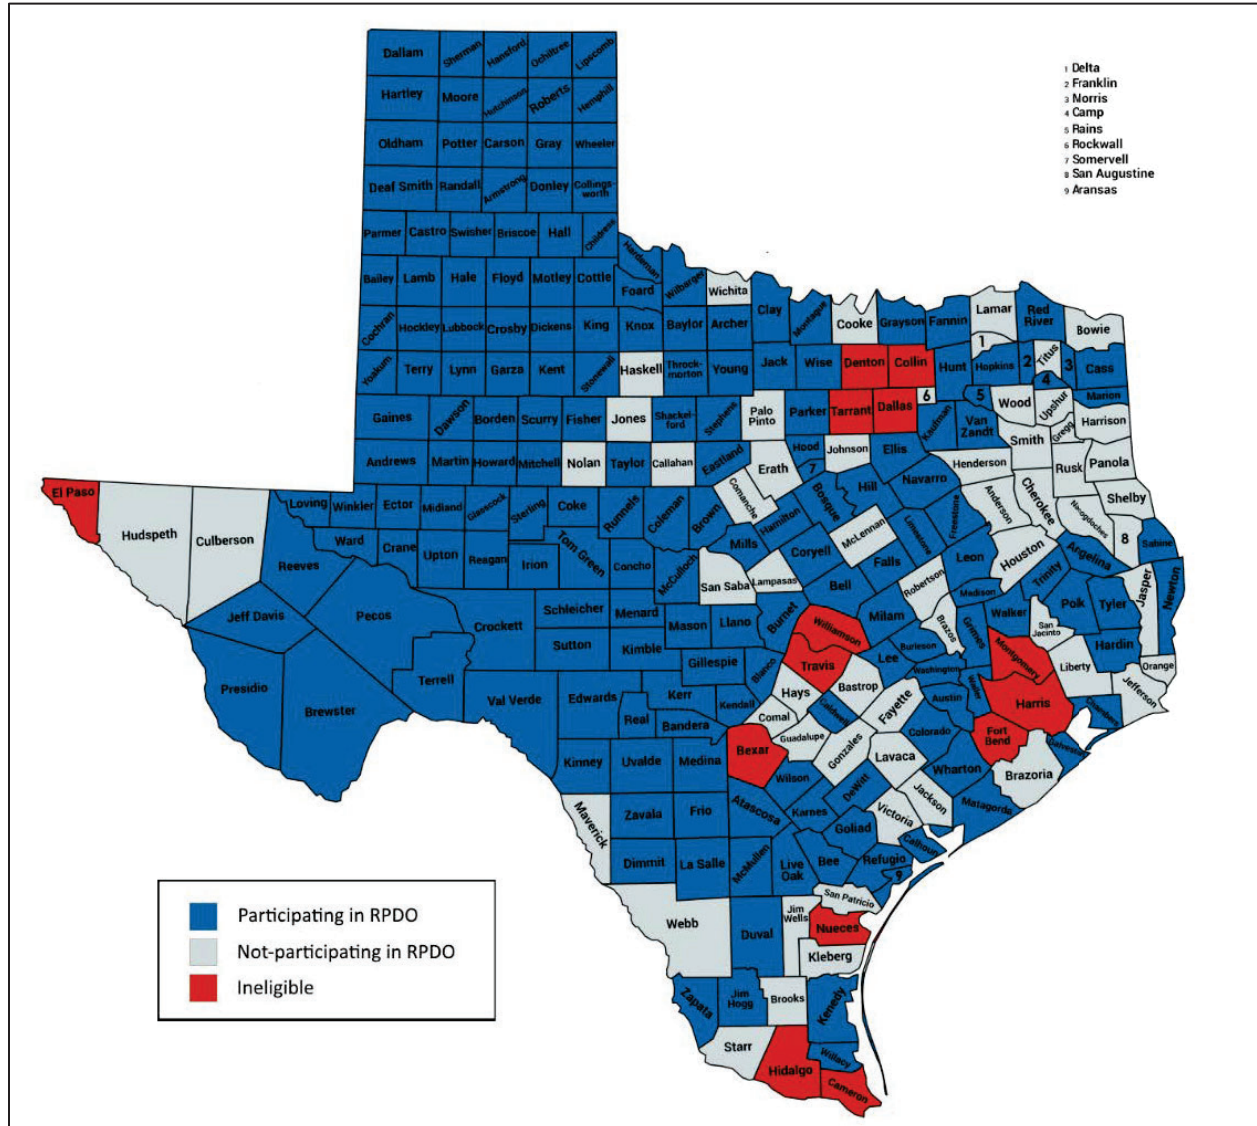 Dallam Sherman Hansford Ochiltree Lipscomb
Hartley Moore Hutchinson Roberts Hemphill
Oldham Potter Carson Gray Wheeler
Deaf Smith Randall Armstrong Donley Collings-
worth
Parmer Castro Swisher Briscoe Hall Childress
Bailey Lamb Hale Floyd Motley Cottle Foard Hardeman Wilbarger Wichita
Cochran Hockley Lubbock Crosby Dickens King Knox Baylor Archer Clay Montague Cooke Grayson Fannin Lamar Red
River Bowie
Yoakum Terry Lynn Garza Kent Stonewall Haskell Throck-
morton Young Jack Wise Denton Collin Hunt 1 Hopkins 2 Titus 3 Cass
4 Marion
Gaines Dawson Borden Scurry Fisher Jones Shackel-
ford Stephens Palo
Pinto Parker Tarrant Dallas 6 Kaufman 5 Van
Zandt Wood Upshur Gregg Harrison
Andrews Martin Howard Mitchell Nolan Taylor Callahan Eastland Erath Hood 7 Johnson Ellis Henderson Smith Rusk Panola
El Paso Hudspeth Culberson Loving Winkler Ector Midland Glasscock Sterling Coke Runnels Coleman Brown Comanche Hamilton Bosque Hill Navarro Freestone Anderson Cherokee Nacogdoches Shelby
Reeves Ward Crane Upton Reagan Irion Tom Green Concho McCulloch Mills San Saba Lampasas Coryell McLennan Limestone Falls Leon Houston Angelina 8 Sabine
Jeff Davis Pecos Crockett Schleicher Menard Mason Llano Burnet Bell Milam Robertson Madison Trinity Polk Tyler Jasper Newton
Presidio Brewster Terrell Val Verde Sutton Kimble Gillespie Blanco Williamson Travis Lee Burleson Brazos Grimes Walker San
Jacinto Hardin Orange
Edwards Real Kerr Bandera Kendall Hays Comal Caldwell Bastrop Fayette Washington Austin Waller Montgomery Harris Liberty Jefferson Chambers
Kinney Uvalde Medina Bexar Guadalupe Gonzales Lavaca Colorado Wharton Fort
Bend Brazoria Galveston
Maverick Zavala Frio Atascosa Wilson Karnes DeWitt Victoria Jackson Matagorda
Dimmit La Salle McMullen Live
Oak Bee Goliad Refugio Calhoun 9
Webb Duval Jim
Wells San Patricio Nueces Kleberg
Zapata Jim
Hogg Brooks Kenedy
Starr Hidalgo Willacy Cameron
1 Delta
2 Franklin
3 Norris
4 Camp
5 Rains
6 Rockwall
7 Somervell
8 San Augustine
9 Aransas
Participating in RPDO
Not-participating in RPDO
Ineligible